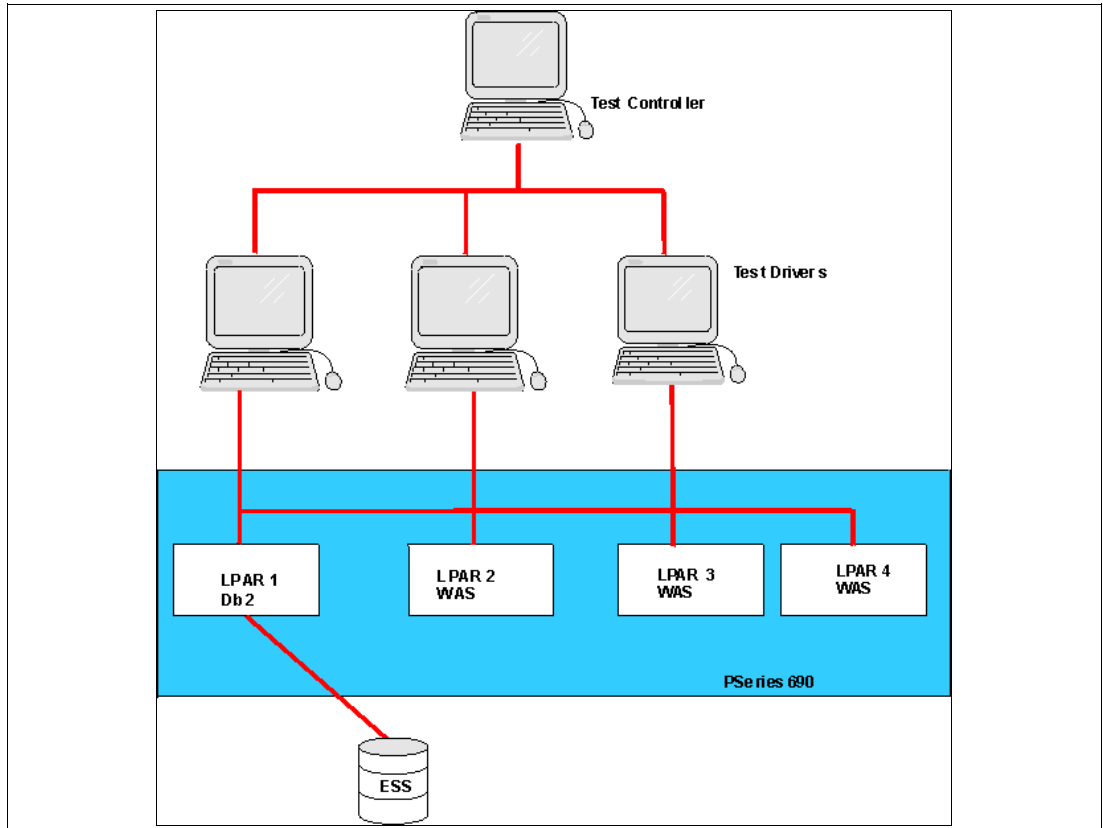 Test Controller
Test Drivers
LPAR 1
Db2
LPAR 2
WAS
LPAR 3
WAS
LPAR 4
WAS
PSeries 690
ESS